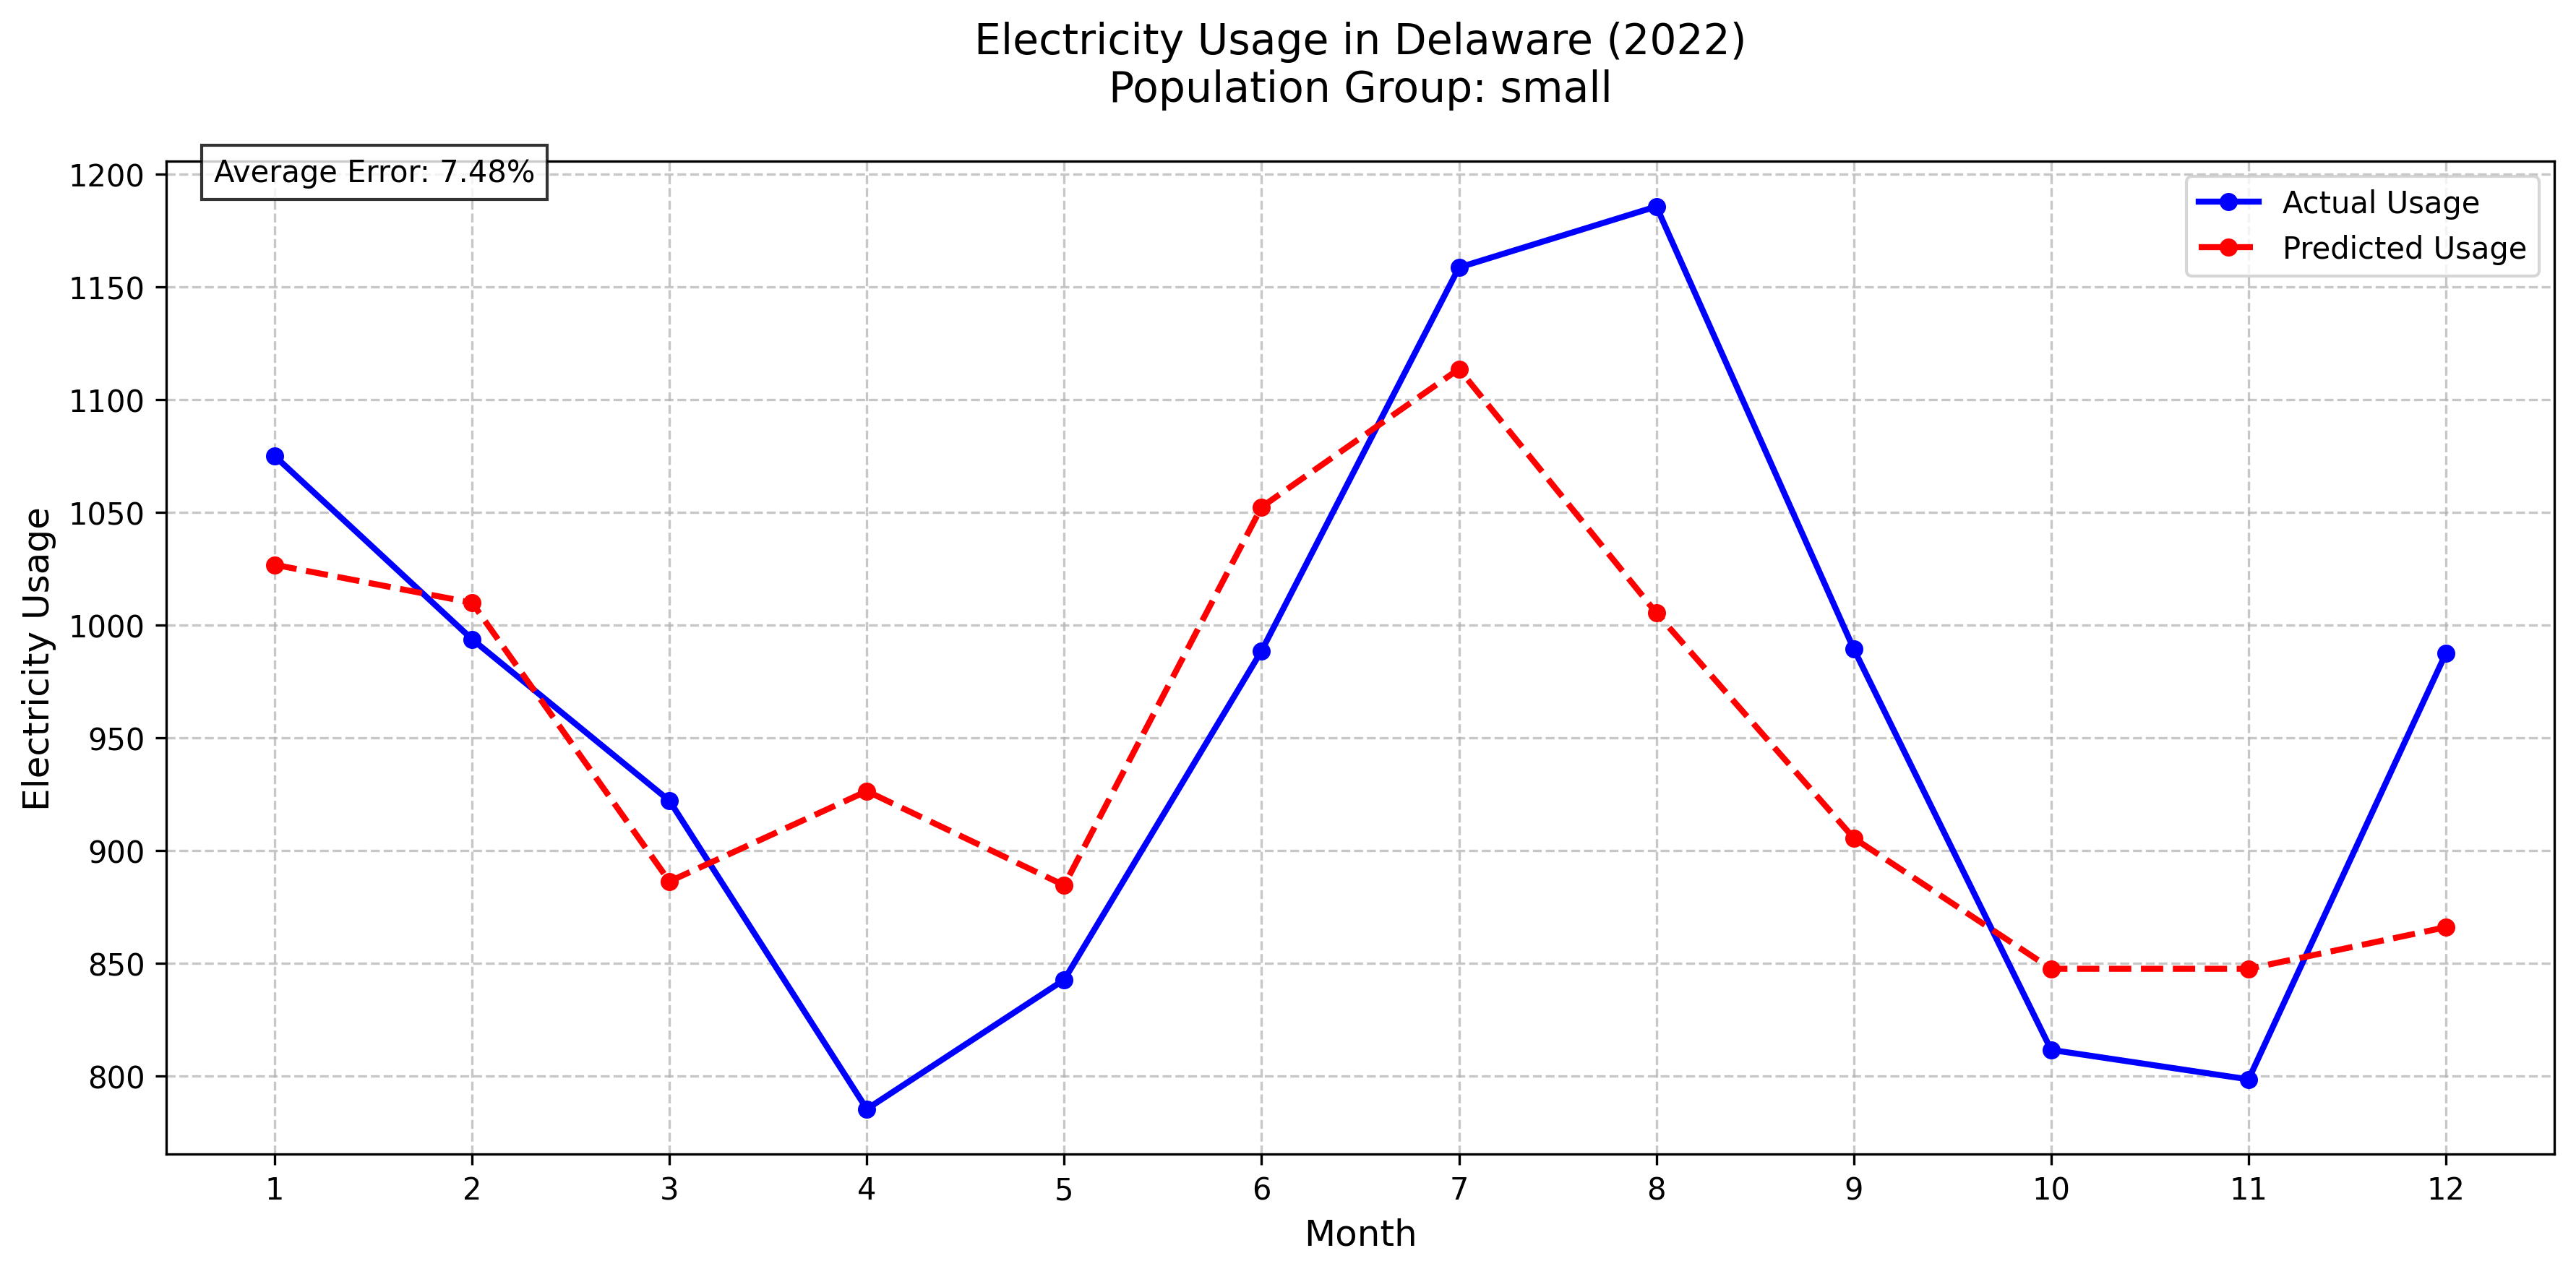 Electricity Usage in Delaware (2022)
Population Group: small
Average Error: 7.48%
Actual Usage
Predicted Usage
Electricity Usage
1200
1150
1100
1050
1000
950
900
850
800
1 2 3 4 5 6 7 8 9 10 11 12
Month